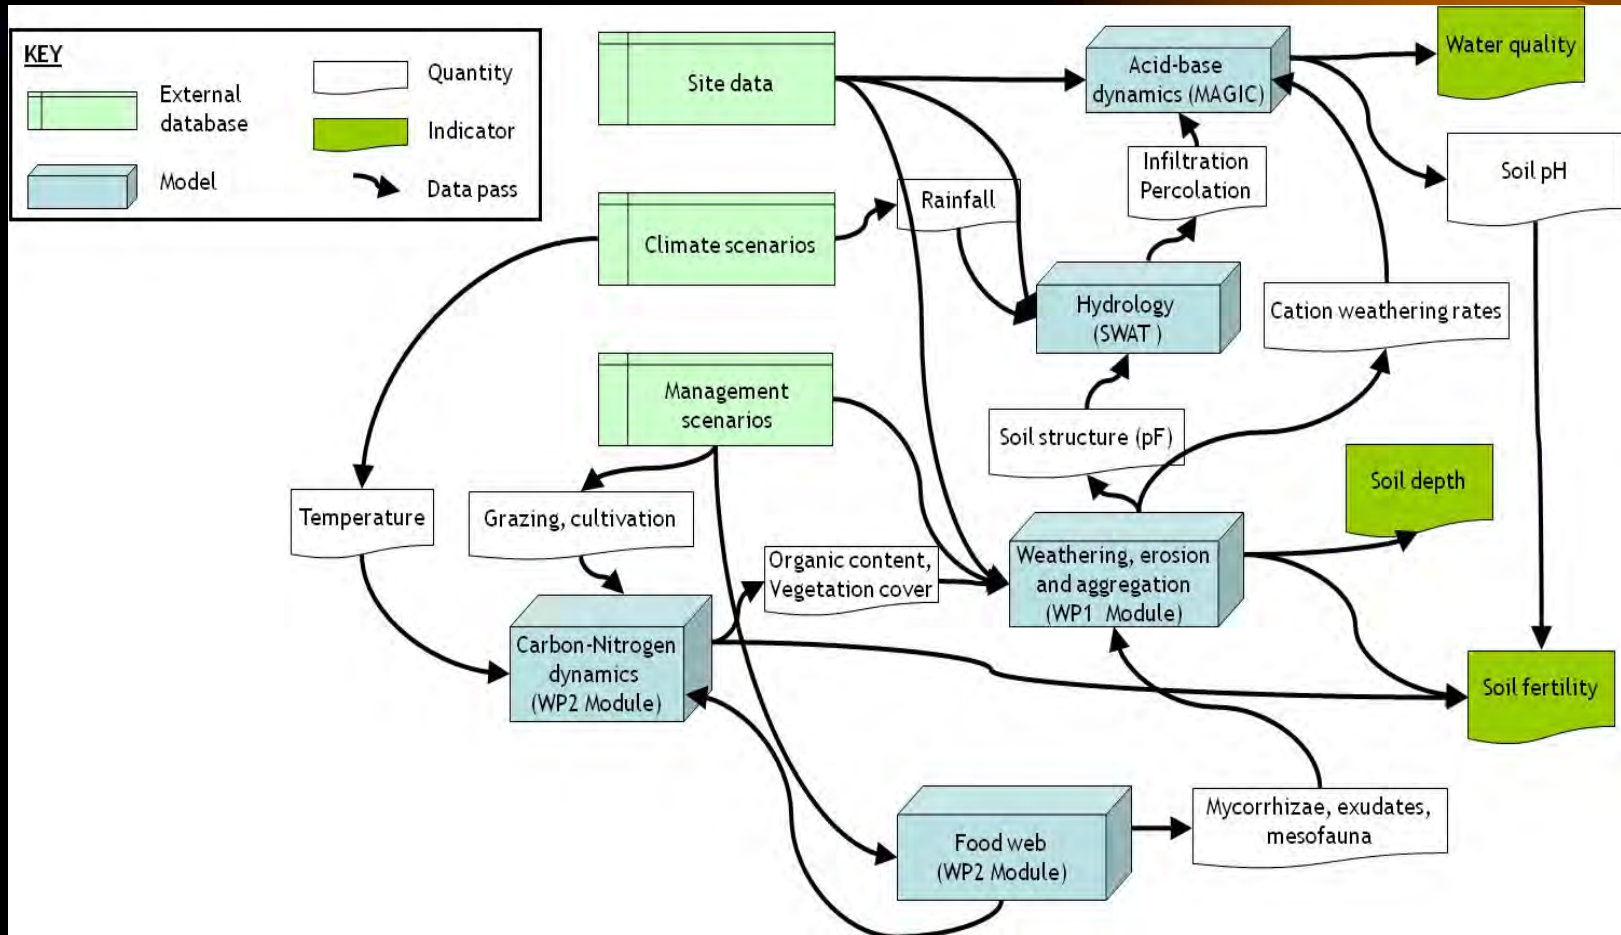 KEY
External
database
Model
Quantity
Indicator
Data pass
Site data
Acid-base
dynamics (MAGIC)
Water quality
Climate scenarios
Rainfall
Infiltration
Percolation
Soil pH
Hydrology
(SWAT )
Cation weathering rates
Management
scenarios
Soil structure (pF)
Soil depth
Temperature
Grazing, cultivation
Organic content,
Vegetation cover
Weathering, erosion
and aggregation
(WP1 Module)
Carbon-Nitrogen
dynamics
(WP2 Module)
Soil fertility
Food web
(WP2 Module)
Mycorrhizae, exudates,
mesofauna